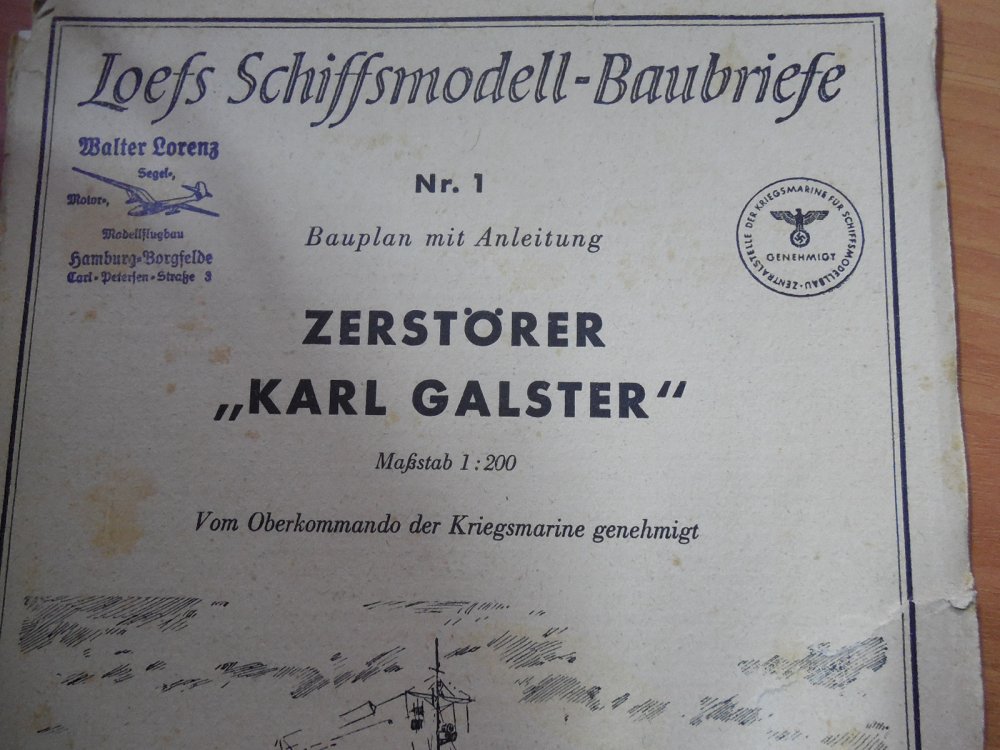 Loefs Schiffsmodell-Baubriefe
Walter Lorenz
Segel-,
Motor-,
Modellflugbau
Hamburg-Borgfelde
Carl-Petersen-Straße 3
Nr. 1
Bauplan mit Anleitung
ZENTRALSTELLE DER KRIEGSMARINE FÜR SCHIFFSMODELLBAU
GENEHMIGT
ZERSTÖRER
„KARL GALSTER“
Maßstab 1:200
Vom Oberkommando der Kriegsmarine genehmigt